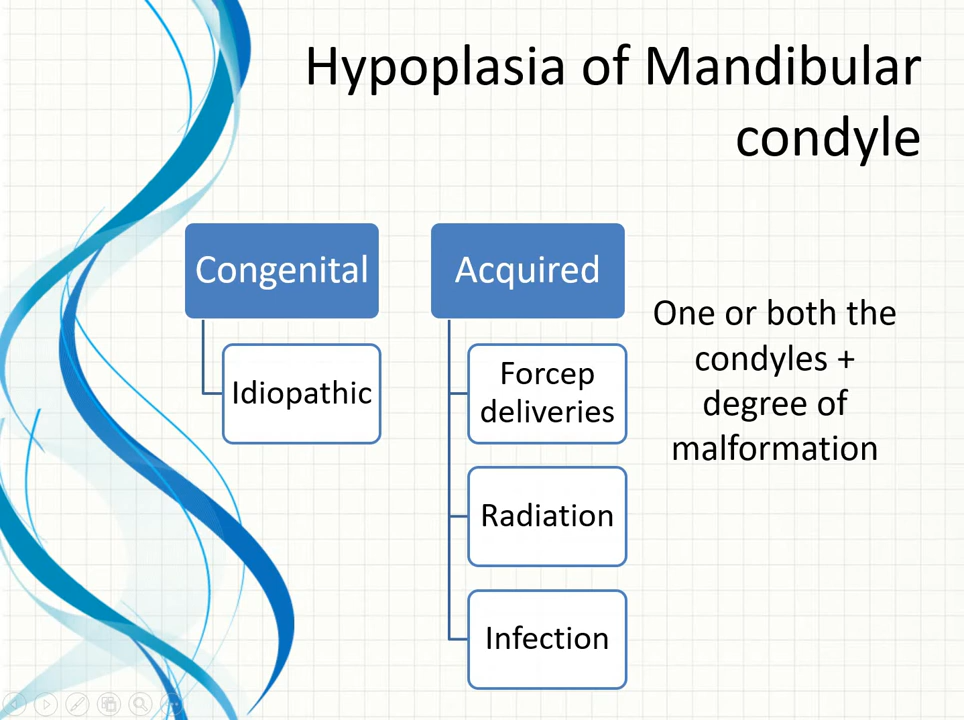 Hypoplasia of Mandibular
condyle
Congenital
Idiopathic
Acquired
Forcep
deliveries
Radiation
Infection
One or both the
condyles +
degree of
malformation